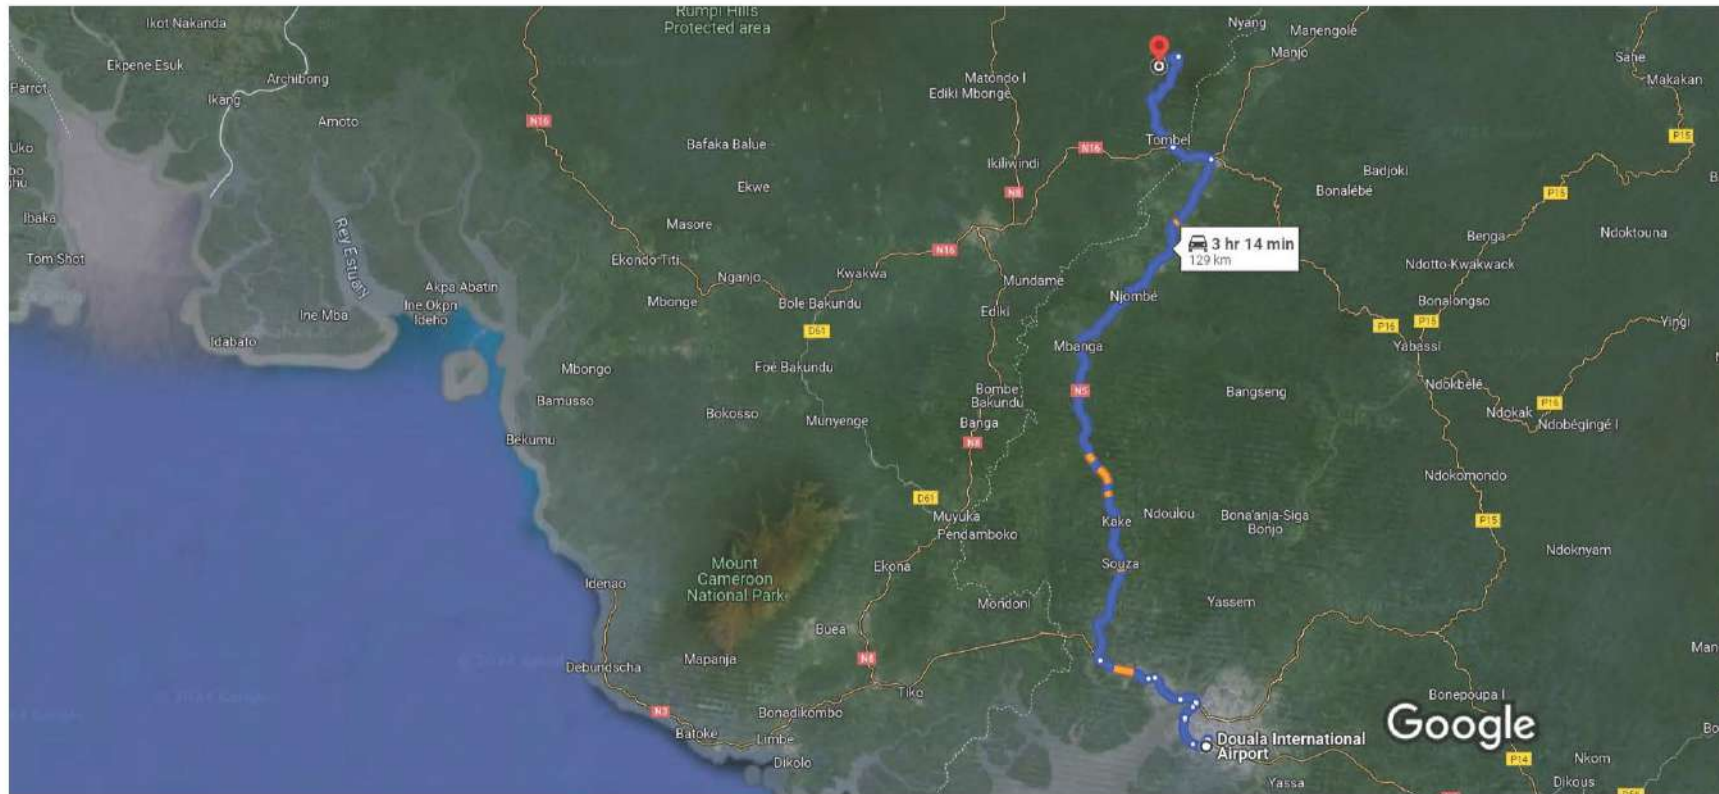 Rumpi Hills
Protected area
Nyang
Manengolé
Ikot Nakanda
Manjo
Ekpene Esuk
Sahe
Archibong
Matondo I
Makakan
Parrot
Ediki Mbonge
Ikang
Amoto
N16
P15
Uko
Tombel
Bafaka Balue
N16
Ikiliwindi
Badjoki
Ekwe
N8
Bonalébé
P15
Ibaka
Masore
Rey Estuary
Benga
Ndoktouna
3 hr 14 min
129 km
N16
Tom Shot
Ekondo-Titi
Ndotto-Kwakwack
Nganjo
Kwakwa
Mundame
Akpa Abatin
Njombé
Mbonge
Bole Bakundu
Bonalongso
Ine Okpri
Ideho
Ine Mba
Ediki
P15
Yingi
P16
D61
Idabato
Mbanga
Yabassi
Mbongo
Foe Bakundu
Ndokbélé
Bamusso
Bombe
Bakundu
N5
Bangseng
P16
Bokosso
Ndokak
Munyenge
Banga
Ndobégingé I
Bekumu
N8
Ndokomondo
D61
Muyuka
Kake
Ndoulou
Bona'anja-Siga
Bonjo
P15
Pendamboko
Ndoknyam
Mount
Cameroon
National Park
Ekona
Souza
Idenao
Mondoni
Yassem
Buea
Debundscha
Mapanja
N8
Tiko
Bonepoupa I
N3
Bonadikombo
Google
Batoke
Limbe
Douala International
Airport
Dikolo
P14
Nkom
Yassa
Dikous